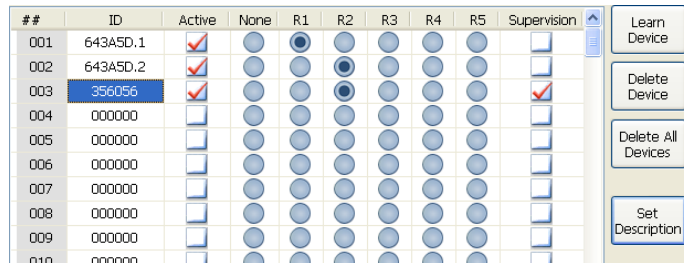 ## ID Active None R1 R2 R3 R4 R5 Supervision
001 643A5D.1
002 643A5D.2
003 356056
004 000000
005 000000
006 000000
007 000000
008 000000
009 000000
010 000000
Learn
Device
Delete
Device
Delete All
Devices
Set
Description